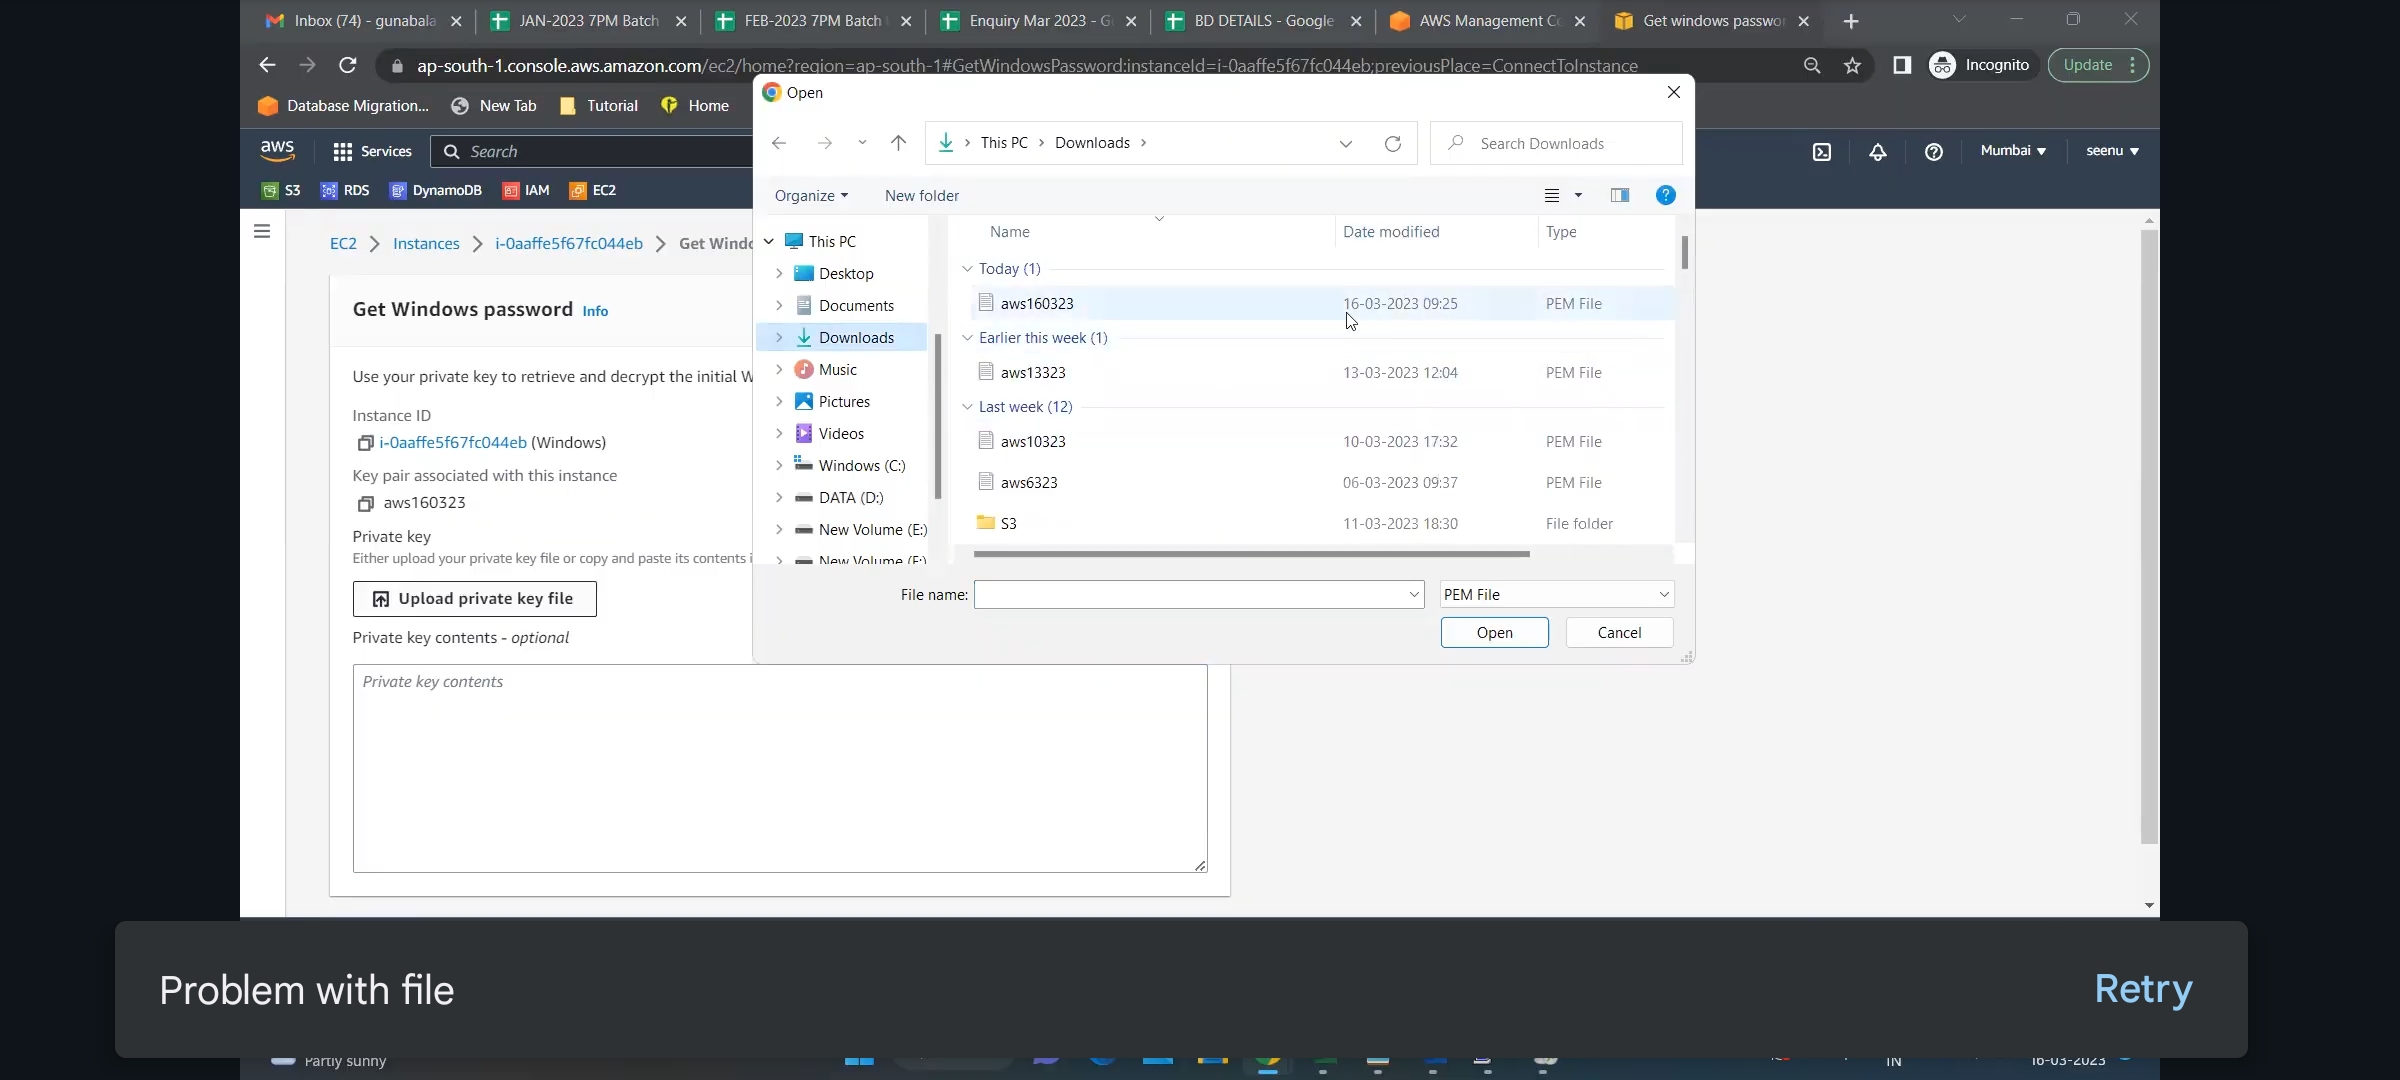 Inbox (74) - gunabala
JAN-2023 7PM Batch
FEB-2023 7PM Batch
Enquiry Mar 2023 - G
BD DETAILS - Google
AWS Management Co
Get windows passwor
ap-south-1.console.aws.amazon.com/ec2/home?region=ap-south-1#GetWindowsPassword:instanceId=i-0aaffe5f67fc044eb;previousPlace=ConnectToInstance
Incognito
Update
Database Migration...
New Tab
Tutorial
Home
Open
aws
Services
Search
This PC > Downloads >
Search Downloads
Mumbai
seenu
S3
RDS
DynamoDB
IAM
EC2
Organize
New folder
EC2 > Instances > i-0aaffe5f67fc044eb > Get Windo
This PC
Desktop
Documents
Downloads
Music
Pictures
Videos
Windows (C:)
DATA (D:)
New Volume (E:)
New Volume (F:)
Name Date modified Type
Today (1)
aws160323 16-03-2023 09:25 PEM File
Earlier this week (1)
aws13323 13-03-2023 12:04 PEM File
Last week (12)
aws10323 10-03-2023 17:32 PEM File
aws6323 06-03-2023 09:37 PEM File
S3 11-03-2023 18:30 File folder
File name:
PEM File
Open
Cancel
Get Windows password Info
Use your private key to retrieve and decrypt the initial W
Instance ID
i-0aaffe5f67fc044eb (Windows)
Key pair associated with this instance
aws160323
Private key
Either upload your private key file or copy and paste its contents i
Upload private key file
Private key contents - optional
Private key contents
Problem with file
Retry
Partly sunny
IN
16-03-2023